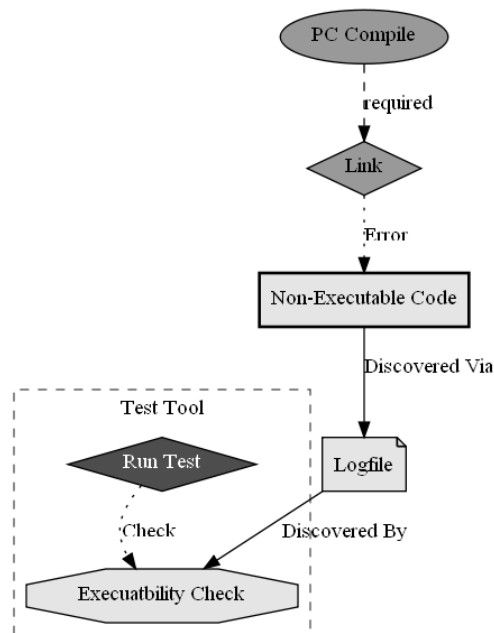 PC Compile
required
Link
Error
Non-Executable Code
Discovered Via
Test Tool
Run Test
Logfile
Check
Discovered By
Execuatbility Check